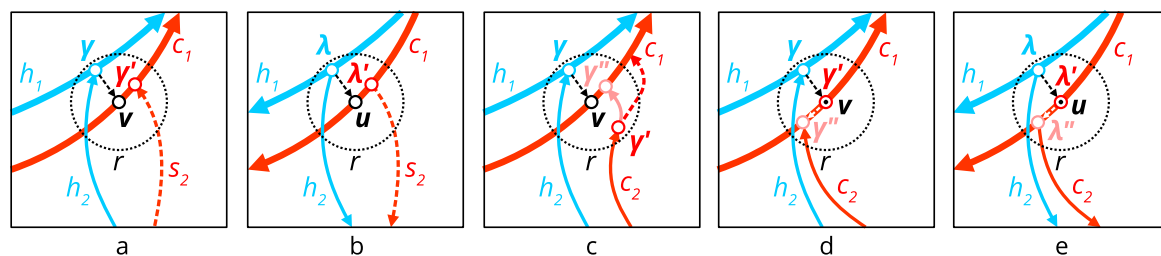 y
c1
h1
y'
v
r
h2
s2
a
λ
c1
h1
λ'
u
r
h2
s2
b
y
c1
h1
y''
v
y'
r
h2
c2
c
y
c1
h1
y'
v
y''
r
h2
c2
d
λ
c1
h1
λ'
u
λ''
r
h2
c2
e